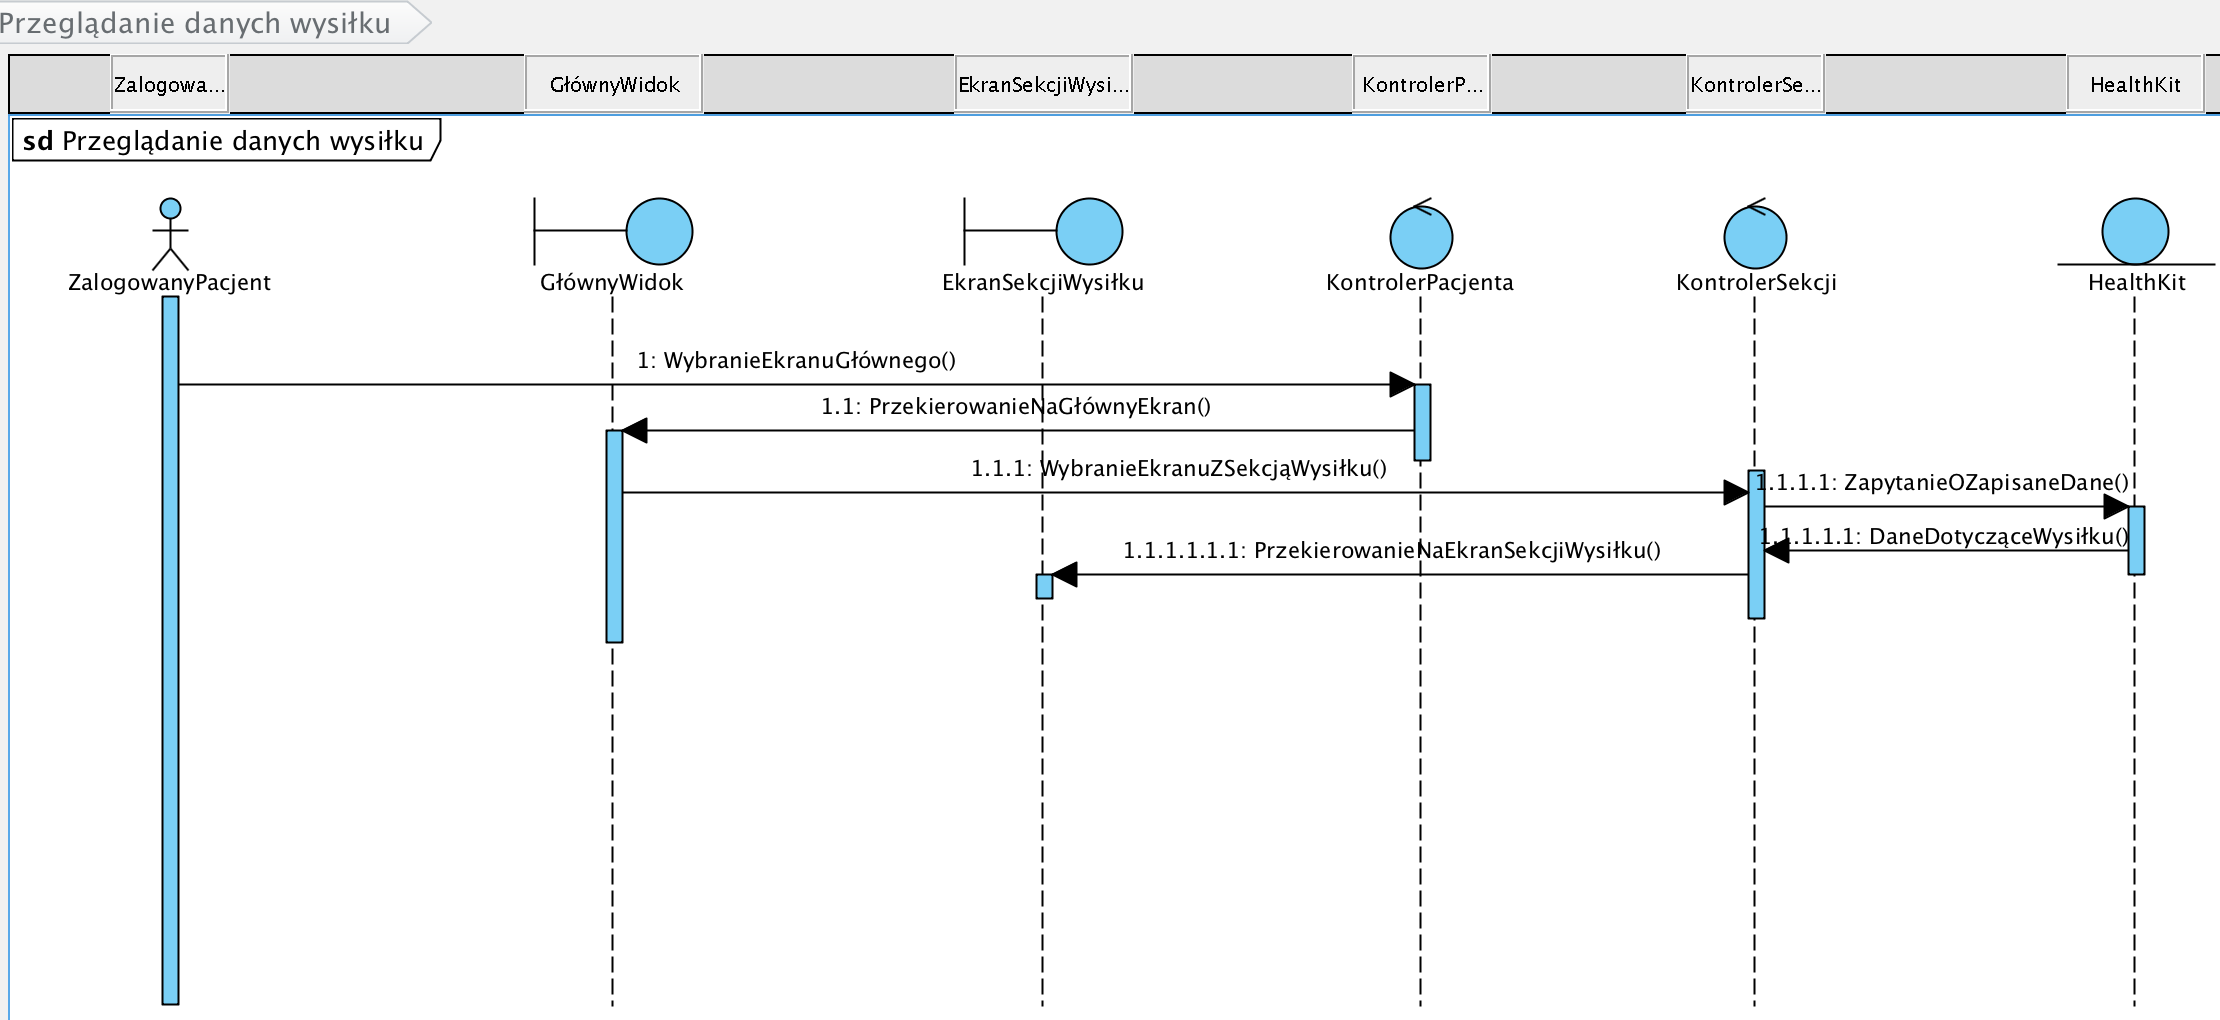 Przeglądanie danych wysiłku
Zalogowa...
GłównyWidok
EkranSekcjiWysi...
KontrolerP...
KontrolerSe...
HealthKit
sd Przeglądanie danych wysiłku
ZalogowanyPacjent
GłównyWidok
EkranSekcjiWysiłku
KontrolerPacjenta
KontrolerSekcji
HealthKit
1: WybranieEkranuGłównego()
1.1: PrzekierowanieNaGłównyEkran()
1.1.1: WybranieEkranuZSekcjąWysiłku()
1.1.1.1: ZapytanieOZapisaneDane()
1.1.1.1.1: DaneDotycząceWysiłku()
1.1.1.1.1.1: PrzekierowanieNaEkranSekcjiWysiłku()